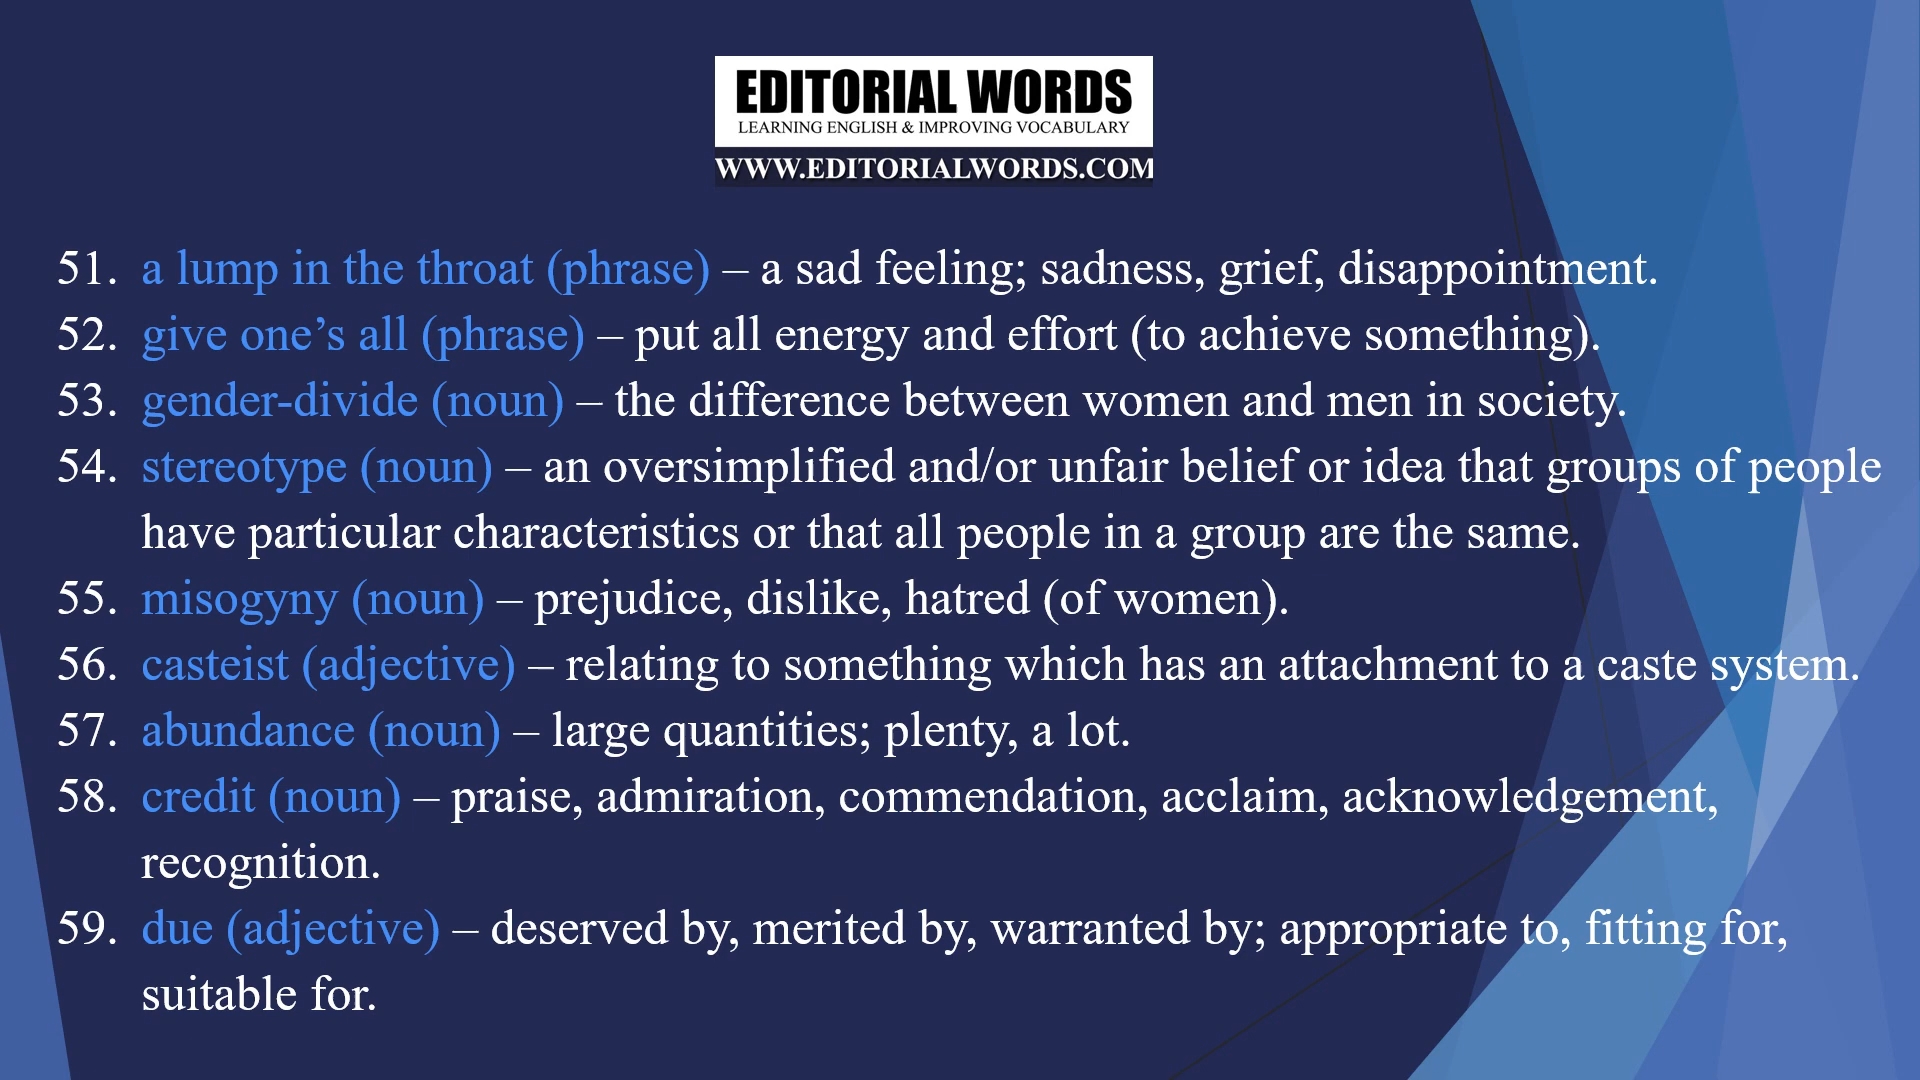 EDITORIAL WORDS
LEARNING ENGLISH & IMPROVING VOCABULARY
WWW.EDITORIALWORDS.COM
51. a lump in the throat (phrase) – a sad feeling; sadness, grief, disappointment.
52. give one’s all (phrase) – put all energy and effort (to achieve something).
53. gender-divide (noun) – the difference between women and men in society.
54. stereotype (noun) – an oversimplified and/or unfair belief or idea that groups of people
have particular characteristics or that all people in a group are the same.
55. misogyny (noun) – prejudice, dislike, hatred (of women).
56. casteist (adjective) – relating to something which has an attachment to a caste system.
57. abundance (noun) – large quantities; plenty, a lot.
58. credit (noun) – praise, admiration, commendation, acclaim, acknowledgement,
recognition.
59. due (adjective) – deserved by, merited by, warranted by; appropriate to, fitting for,
suitable for.